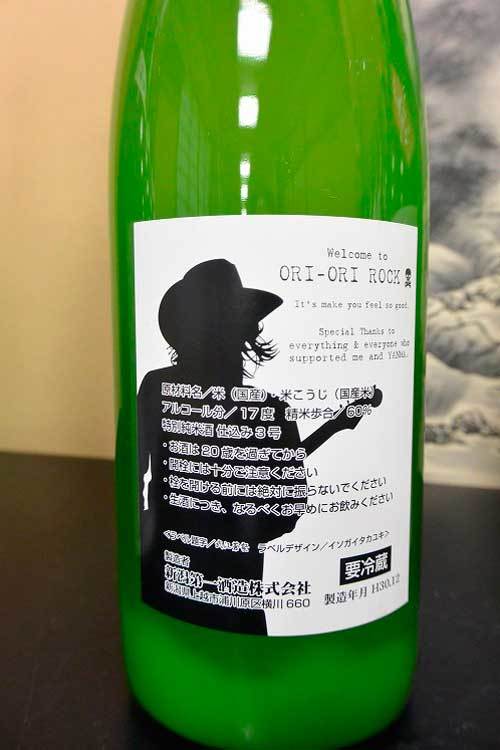 Welcome to
ORI-ORI ROCK
It's make you feel so good.
Special Thanks to
everything & everyone who
supported me and YANMA.
原材料名／米（国産）・米こうじ（国産米）
アルコール分／17度 精米歩合／60%
特別純米酒 仕込み3号
・お酒は20歳を過ぎてから
・開栓には十分ご注意ください
・栓を開ける前には絶対に振らないでください
・生酒につき、なるべくお早めにお飲みください
ラベルデザイン／イソガイタカユキ＞
製造者
新潟第一酒造株式会社
新潟県上越市浦川原区横川660
要冷蔵
製造年月 H30.12